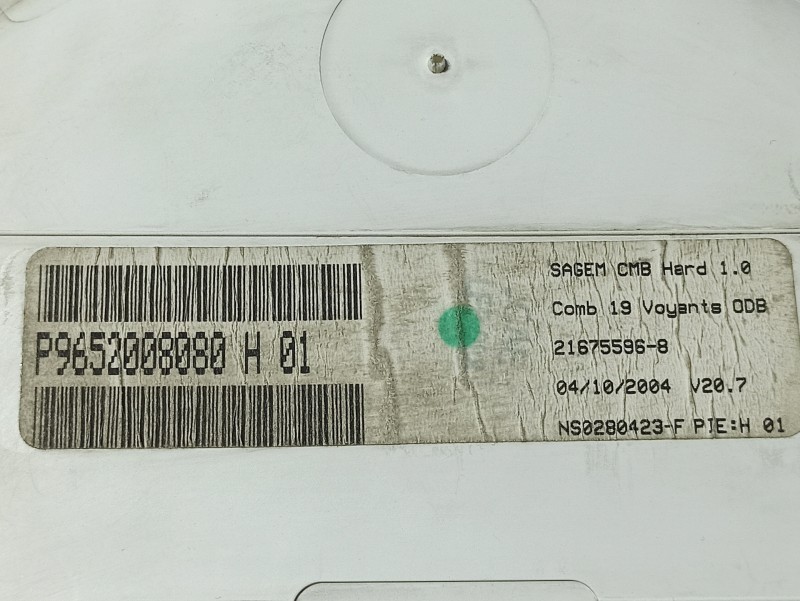 P9652008080 H 01
SAGEM CMB Hard 1.0
Comb 19 Voyants ODB
21675596-8
04/10/2004 V20.7
NS0280423-F PIE:H 01